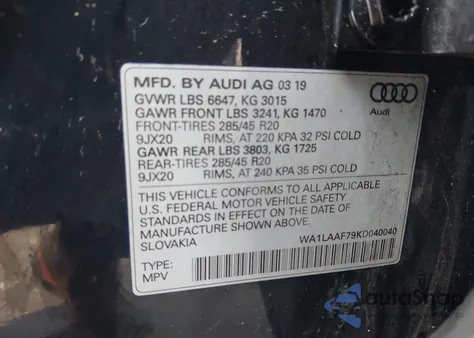 MFD. BY AUDI AG 03 19
GVWR LBS 6647, KG 3015
GAWR FRONT LBS 3241, KG 1470
FRONT-TIRES 285/45 R20
9JX20 RIMS, AT 220 KPA 32 PSI COLD
GAWR REAR LBS 3803, KG 1725
REAR-TIRES 285/45 R20
9JX20 RIMS, AT 240 KPA 35 PSI COLD
Audi
THIS VEHICLE CONFORMS TO ALL APPLICABLE
U.S. FEDERAL MOTOR VEHICLE SAFETY
STANDARDS IN EFFECT ON THE DATE OF
MANUFACTURE SHOWN ABOVE.
SLOVAKIA WA1LAAF79KD040040
TYPE:
MPV
autaShop